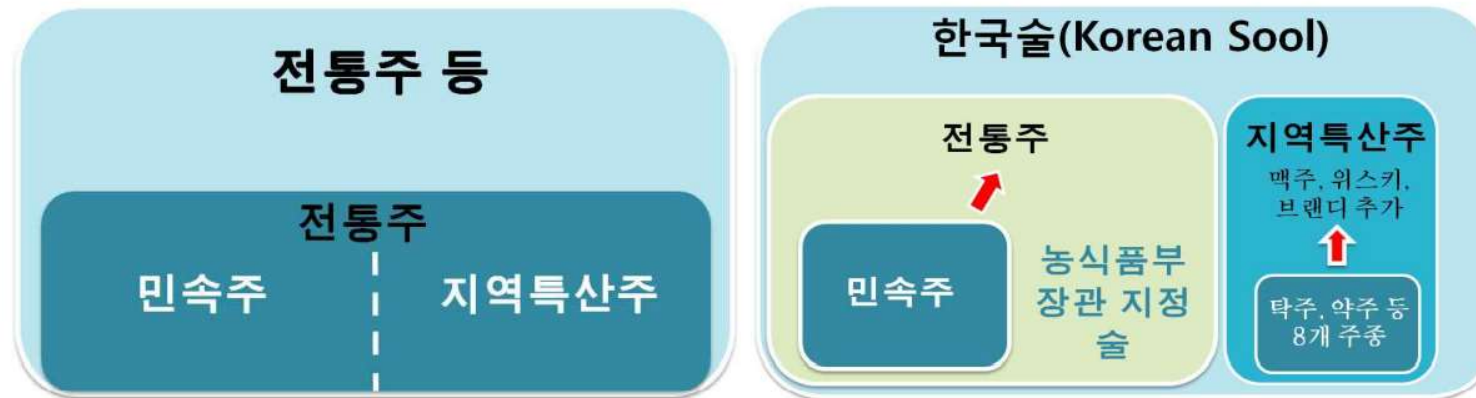 전통주 등
전통주
민속주
지역특산주
한국술(Korean Sool)
전통주
민속주
농식품부
장관 지정
술
지역특산주
맥주, 위스키,
브랜디 추가
탁주, 약주 등
8개 주종